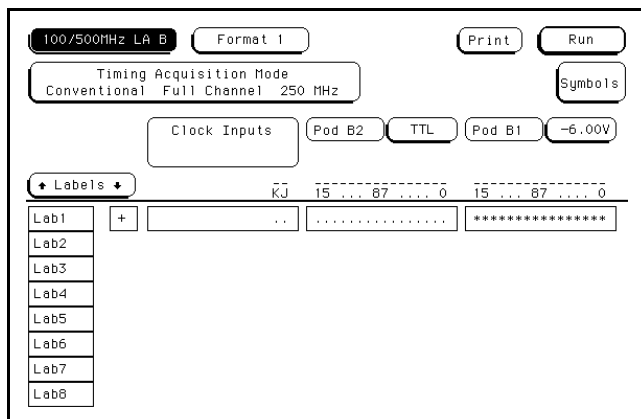 100/500MHz LA B Format 1 Print Run
Timing Acquisition Mode
Conventional Full Channel 250 MHz
Symbols
Clock Inputs Pod B2 TTL Pod B1 -6.00V
↑ Labels ↓ KJ 15 ... 87 .... 0 15 ... 87 .... 0
Lab1 + .. ................ ****************
Lab2
Lab3
Lab4
Lab5
Lab6
Lab7
Lab8